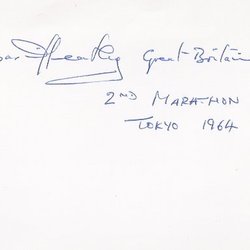 Heatley Great Britain
2ND MARATHON
TOKYO 1964